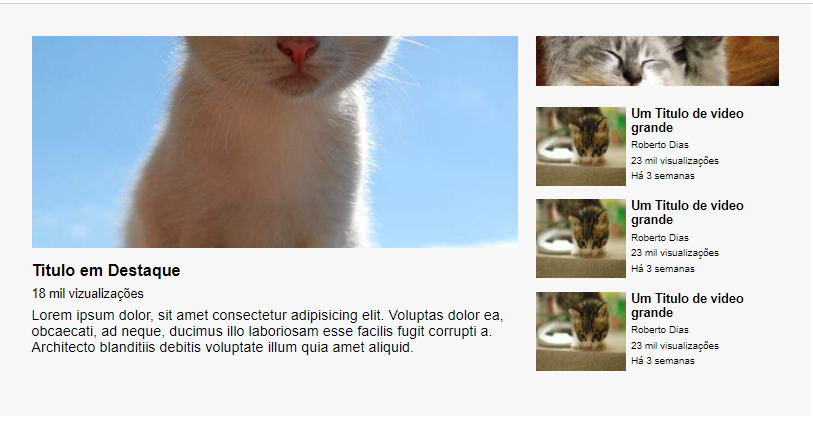 Titulo em Destaque
18 mil vizualizações
Lorem ipsum dolor, sit amet consectetur adipisicing elit. Voluptas dolor ea,
obcaecati, ad neque, ducimus illo laboriosam esse facilis fugit corrupti a.
Architecto blanditiis debitis voluptate illum quia amet aliquid.
Um Titulo de video
grande
Roberto Dias
23 mil visualizações
Há 3 semanas
Um Titulo de video
grande
Roberto Dias
23 mil visualizações
Há 3 semanas
Um Titulo de video
grande
Roberto Dias
23 mil visualizações
Há 3 semanas